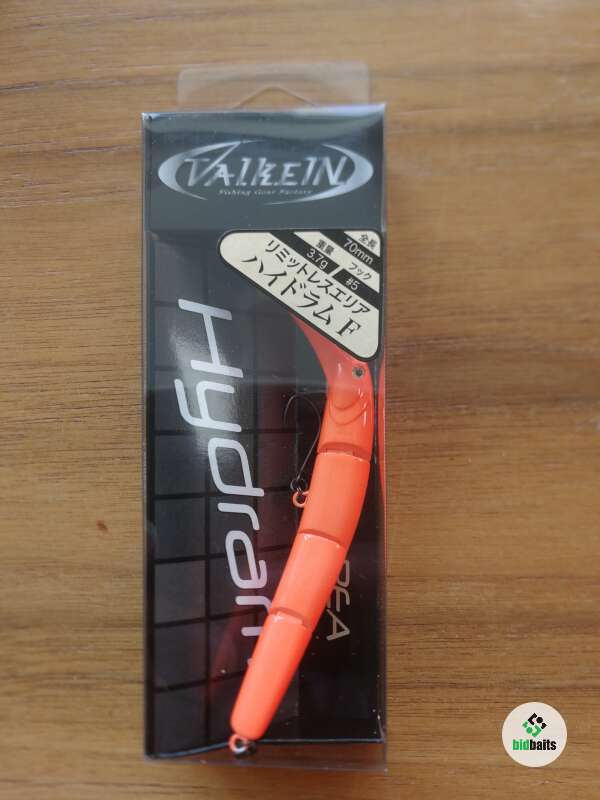 VALKEIN
Fishing Gear Factory
全長
70mm
重量
3.7g
フック
#5
リミットレスエリア
ハイドラム F
Hydram
REA
bidbaits